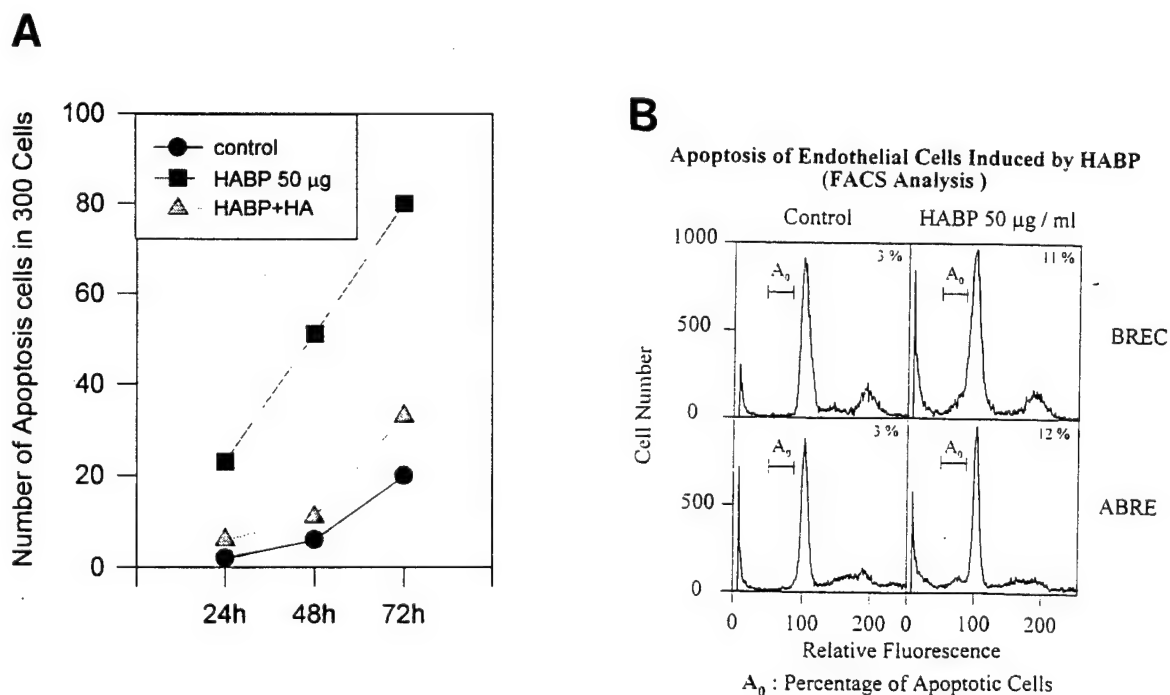 A
Number of Apoptosis cells in 300 Cells
100
80
60
40
20
0
control
HABP 50 µg
HABP+HA
24h
48h
72h
B
Apoptosis of Endothelial Cells Induced by HABP
(FACS Analysis )
Control
HABP 50 µg / ml
Cell Number
1000
500
0
A0
3 %
A0
11 %
BREC
500
0
A0
3 %
A0
12 %
ABRE
0 100 200 0 100 200
Relative Fluorescence
A0 : Percentage of Apoptotic Cells